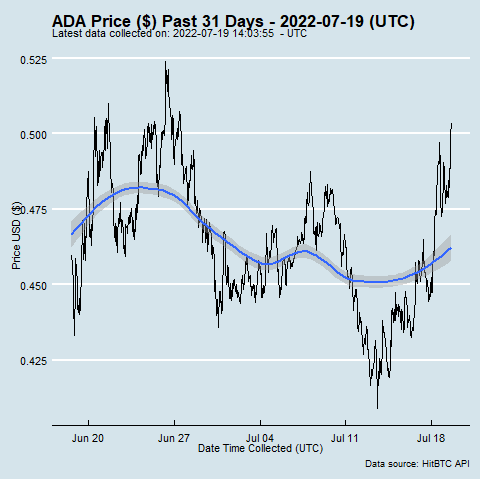 ADA Price ($) Past 31 Days - 2022-07-19 (UTC)
Latest data collected on: 2022-07-19 14:03:55  - UTC
0.525
0.500
0.475
0.450
0.425
Price USD ($)
Jun 20
Jun 27
Jul 04
Jul 11
Jul 18
Date Time Collected (UTC)
Data source: HitBTC API